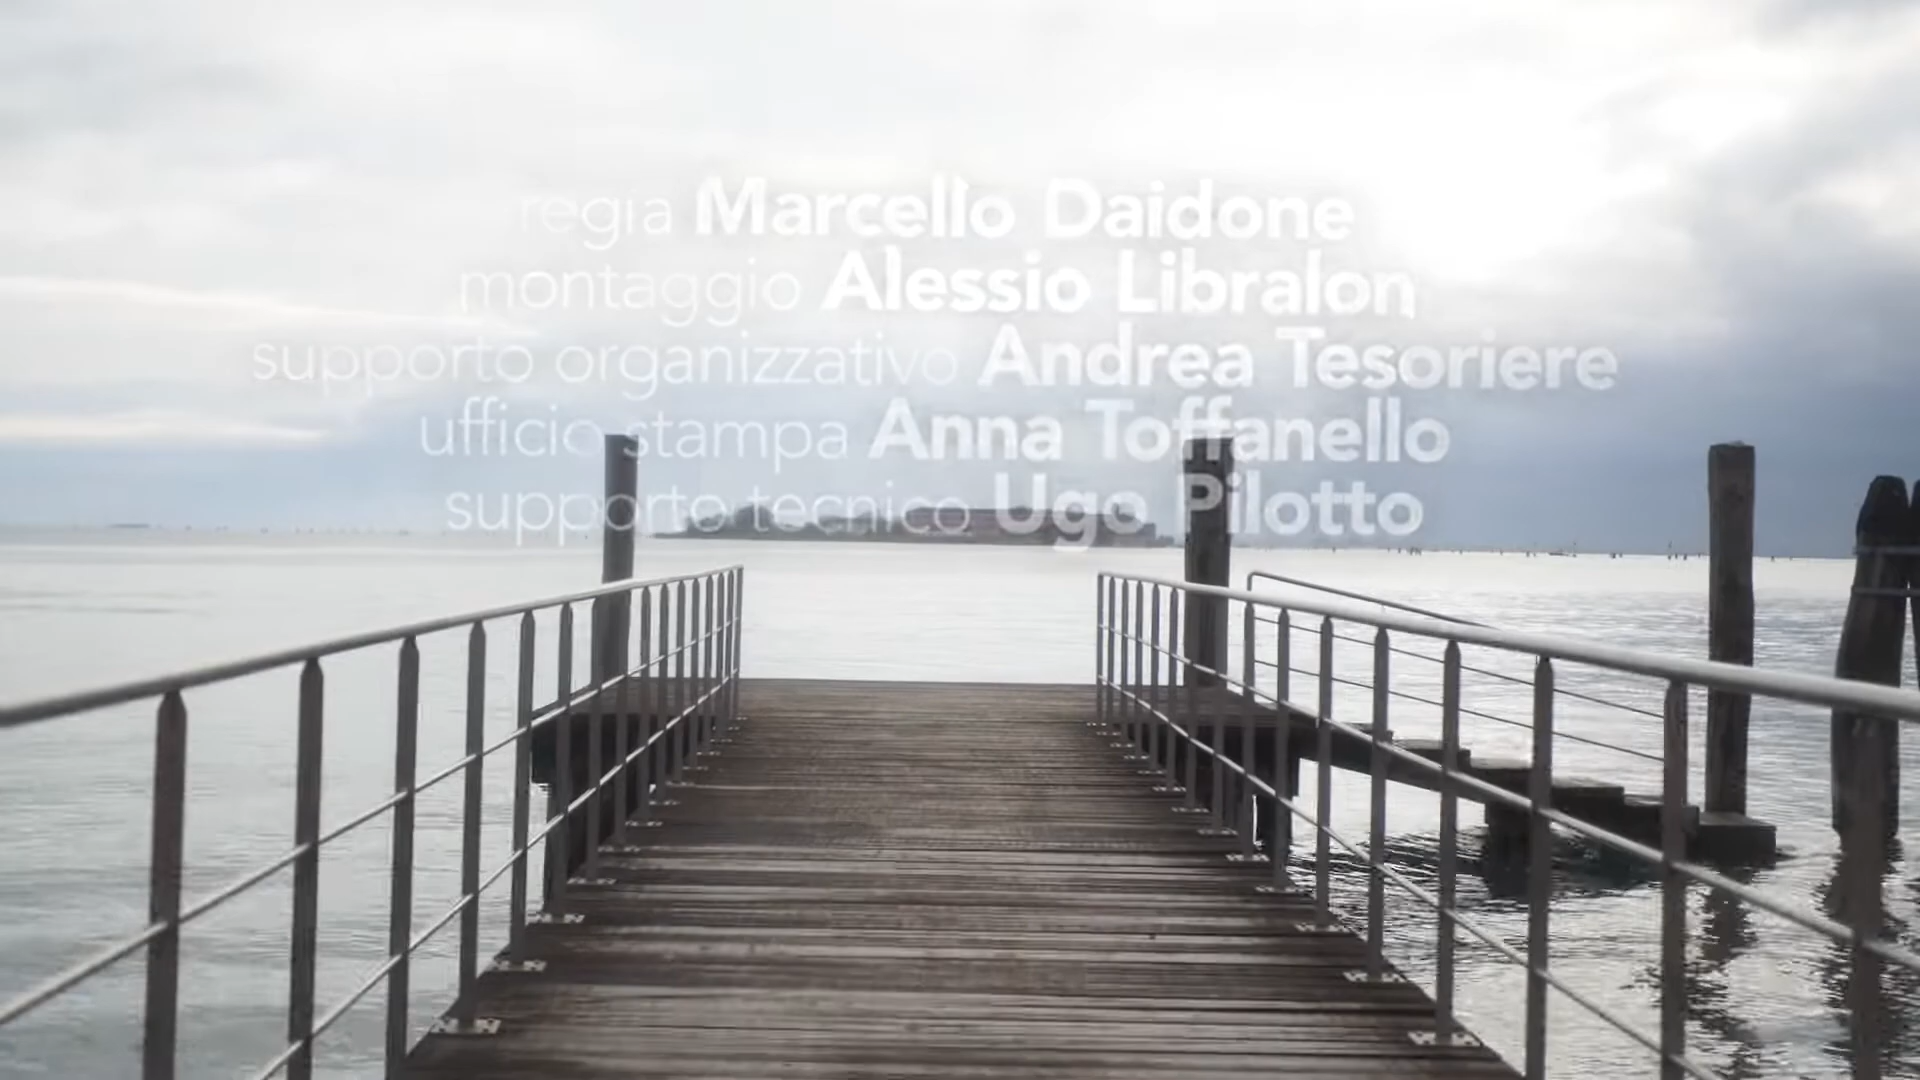 regia Marcello Daidone
montaggio Alessio Libralon
supporto organizzativo Andrea Tesoriere
ufficio stampa Anna Toffanello
supporto tecnico Ugo Pilotto